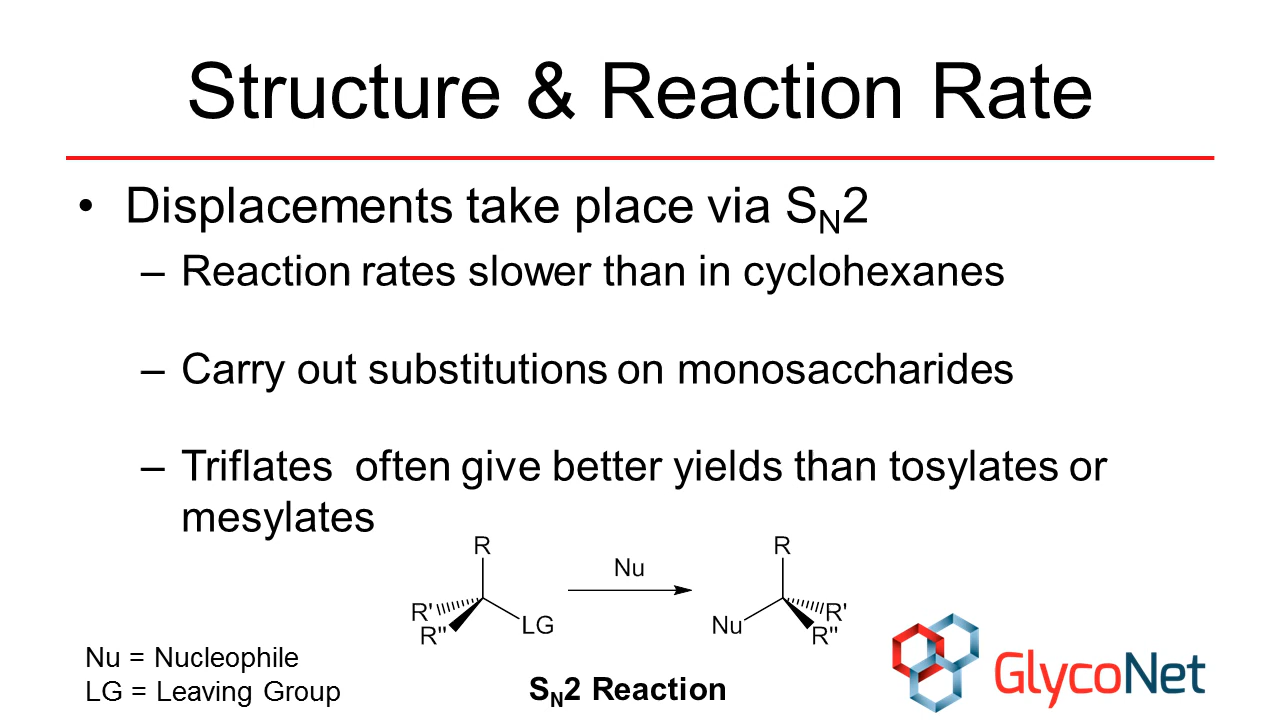 Structure & Reaction Rate
• Displacements take place via SN2
– Reaction rates slower than in cyclohexanes
– Carry out substitutions on monosaccharides
– Triflates often give better yields than tosylates or
mesylates
R
R'
R''
LG
Nu
R
Nu
R'
R''
Nu = Nucleophile
LG = Leaving Group
SN2 Reaction
GlycoNet